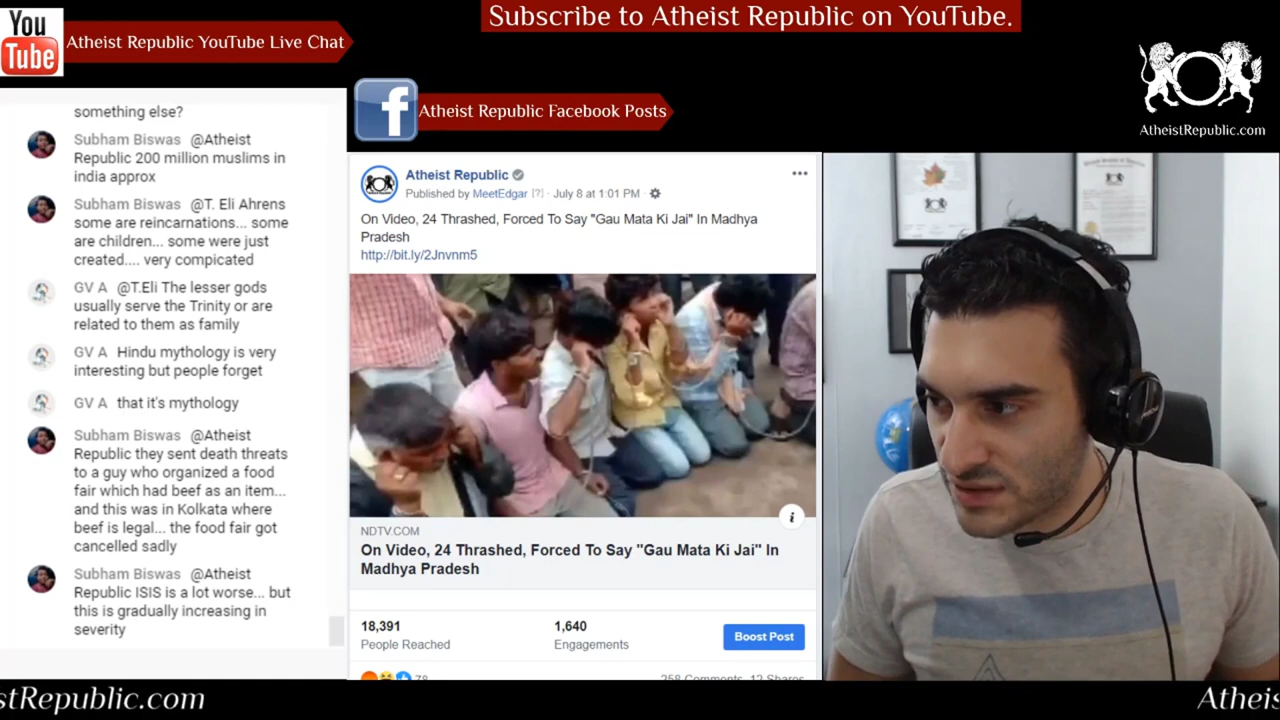 Subscribe to Atheist Republic on YouTube.
You
Tube
Atheist Republic YouTube Live Chat
Atheist Republic Facebook Posts
AtheistRepublic.com
something else?
Subham Biswas @Atheist
Republic 200 million muslims in
india approx
Subham Biswas @T. Eli Ahrens
some are reincarnations... some
are children... some were just
created.... very compicated
GV A @T.Eli The lesser gods
usually serve the Trinity or are
related to them as family
GV A Hindu mythology is very
interesting but people forget
GV A that it's mythology
Subham Biswas @Atheist
Republic they sent death threats
to a guy who organized a food
fair which had beef as an item...
and this was in Kolkata where
beef is legal... the food fair got
cancelled sadly
Subham Biswas @Atheist
Republic ISIS is a lot worse... but
this is gradually increasing in
severity
f
Atheist Republic
Published by MeetEdgar [?] · July 8 at 1:01 PM ·
On Video, 24 Thrashed, Forced To Say "Gau Mata Ki Jai" In Madhya
Pradesh
http://bit.ly/2Jnvnm5
i
NDTV.COM
On Video, 24 Thrashed, Forced To Say "Gau Mata Ki Jai" In
Madhya Pradesh
18,391
People Reached
1,640
Engagements
Boost Post
78
258 Comments 12 Shares
stRepublic.com
Atheis